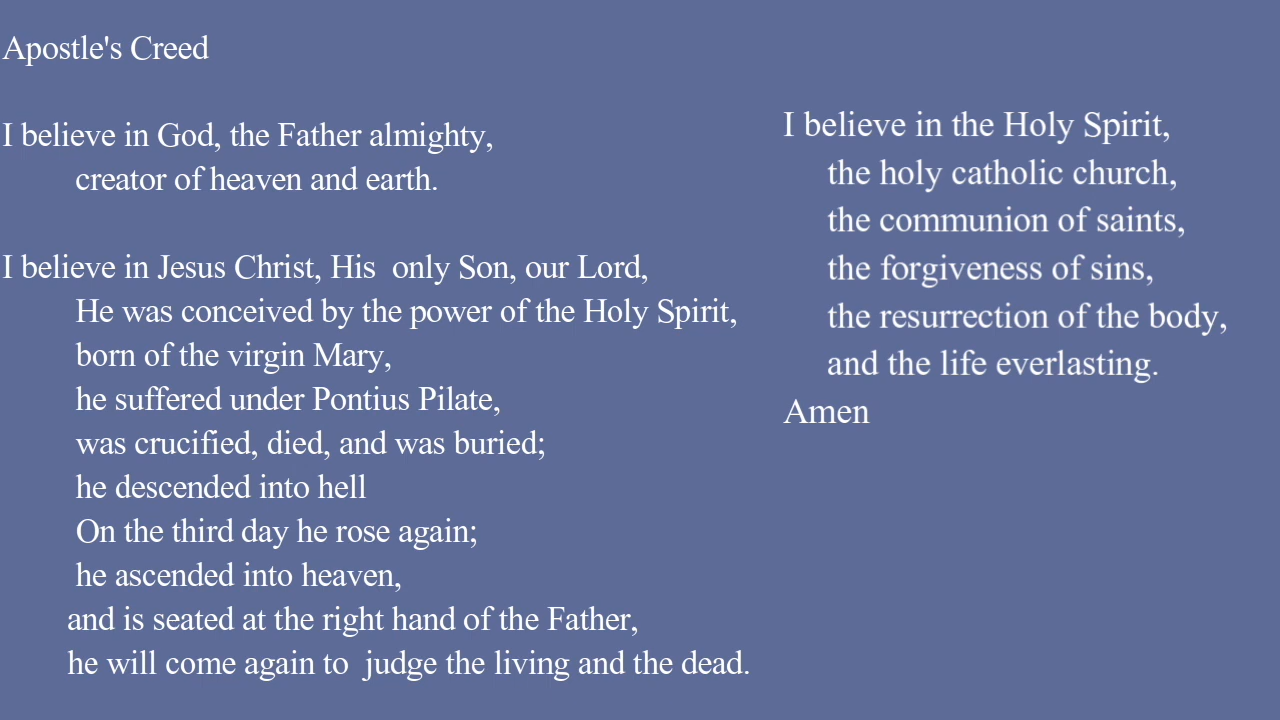 Apostle's Creed
I believe in God, the Father almighty,
creator of heaven and earth.
I believe in Jesus Christ, His  only Son, our Lord,
He was conceived by the power of the Holy Spirit,
born of the virgin Mary,
he suffered under Pontius Pilate,
was crucified, died, and was buried;
he descended into hell
On the third day he rose again;
he ascended into heaven,
and is seated at the right hand of the Father,
he will come again to  judge the living and the dead.
I believe in the Holy Spirit,
the holy catholic church,
the communion of saints,
the forgiveness of sins,
the resurrection of the body,
and the life everlasting.
Amen